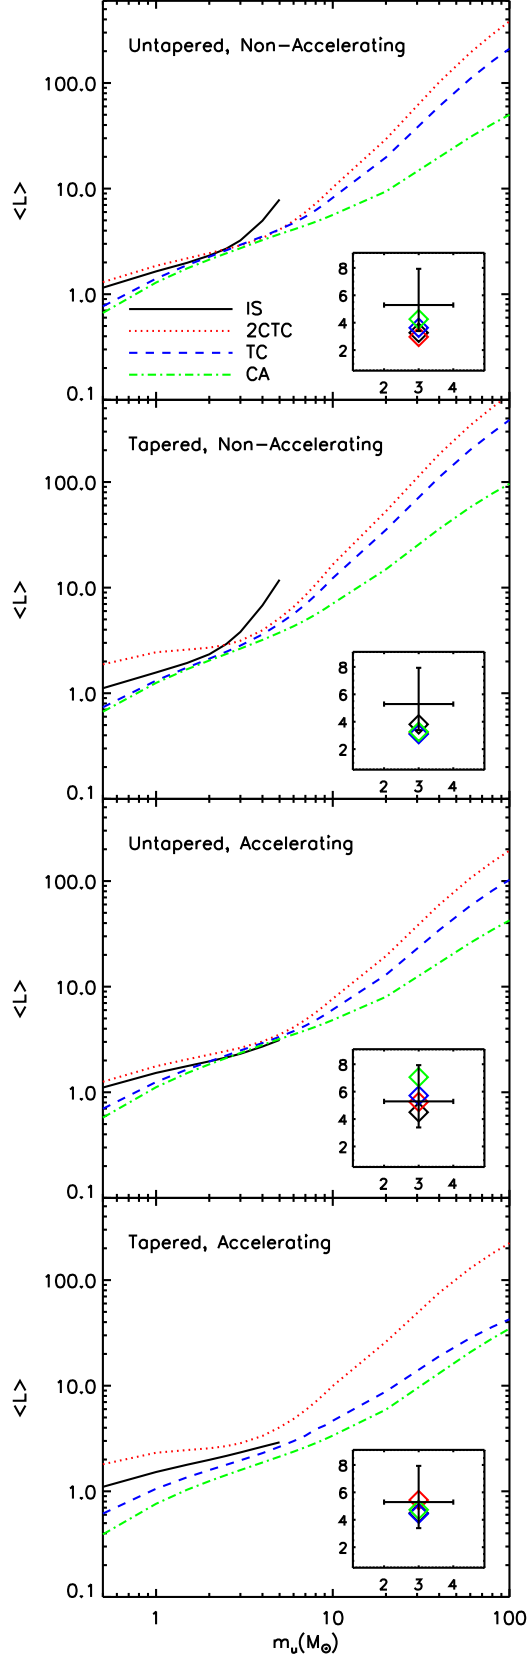 Untapered, Non-Accelerating
100.0
10.0
<L>
1.0
0.1
IS
2CTC
TC
CA
8
6
4
2
2 3 4
Tapered, Non-Accelerating
100.0
10.0
<L>
1.0
0.1
8
6
4
2
2 3 4
Untapered, Accelerating
100.0
10.0
<L>
1.0
0.1
8
6
4
2
2 3 4
Tapered, Accelerating
100.0
10.0
<L>
1.0
0.1
8
6
4
2
2 3 4
1 10 100
m_u(M_⊙)